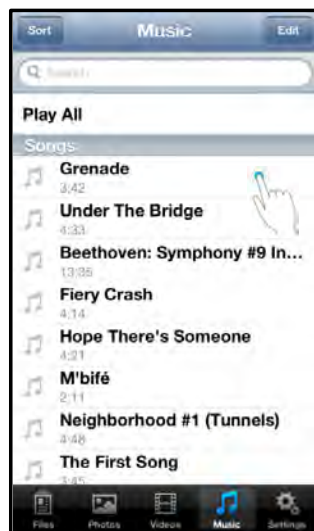 Sort Music Edit
Search
Play All
Songs
Grenade
3:42
Under The Bridge
4:33
Beethoven: Symphony #9 In...
13:35
Fiery Crash
4:14
Hope There's Someone
4:21
M'bifé
2:11
Neighborhood #1 (Tunnels)
4:48
The First Song
3:45
Files Photos Videos Music Settings